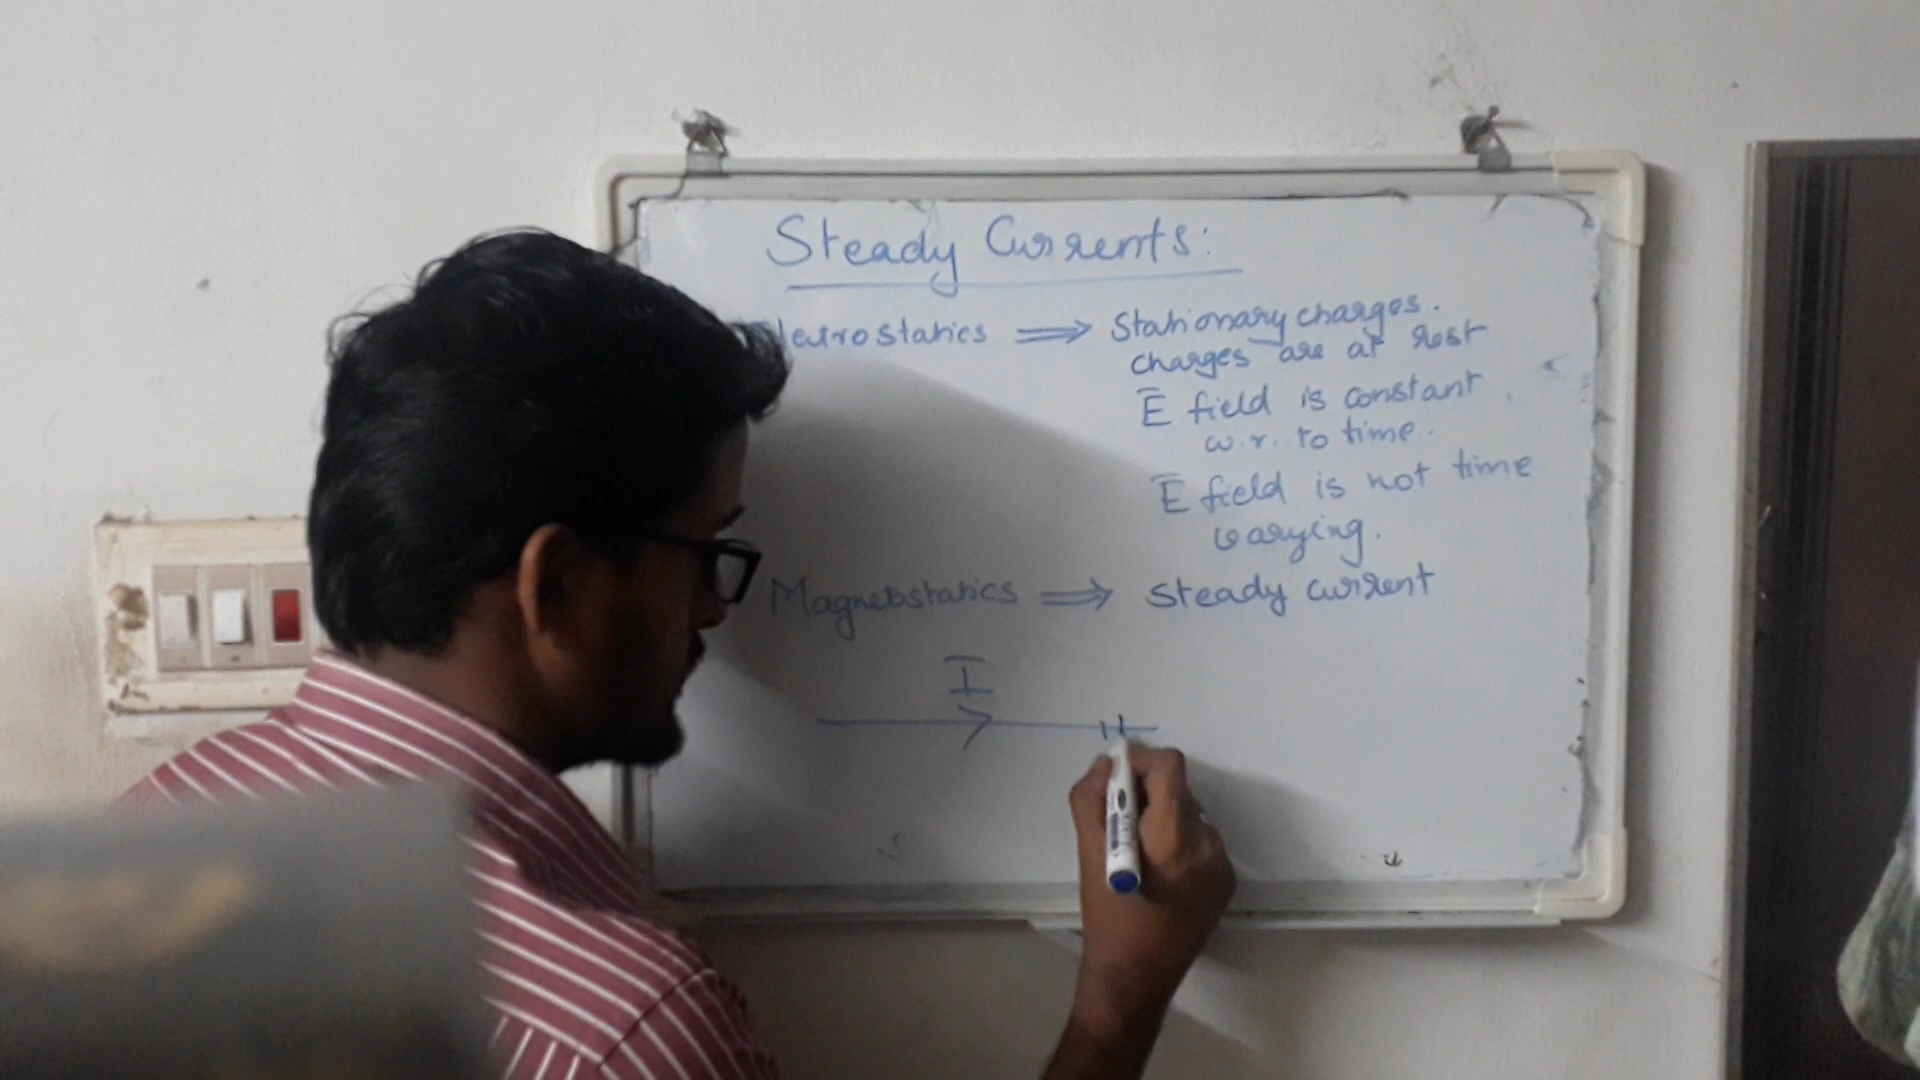 Steady Currents:
Eletrostatics ⟹ Stationary charges.
charges are at rest
E̅ field is constant
w.r. to time.
E̅ field is not time
varying.
Magnetostatics ⟹ steady current
I